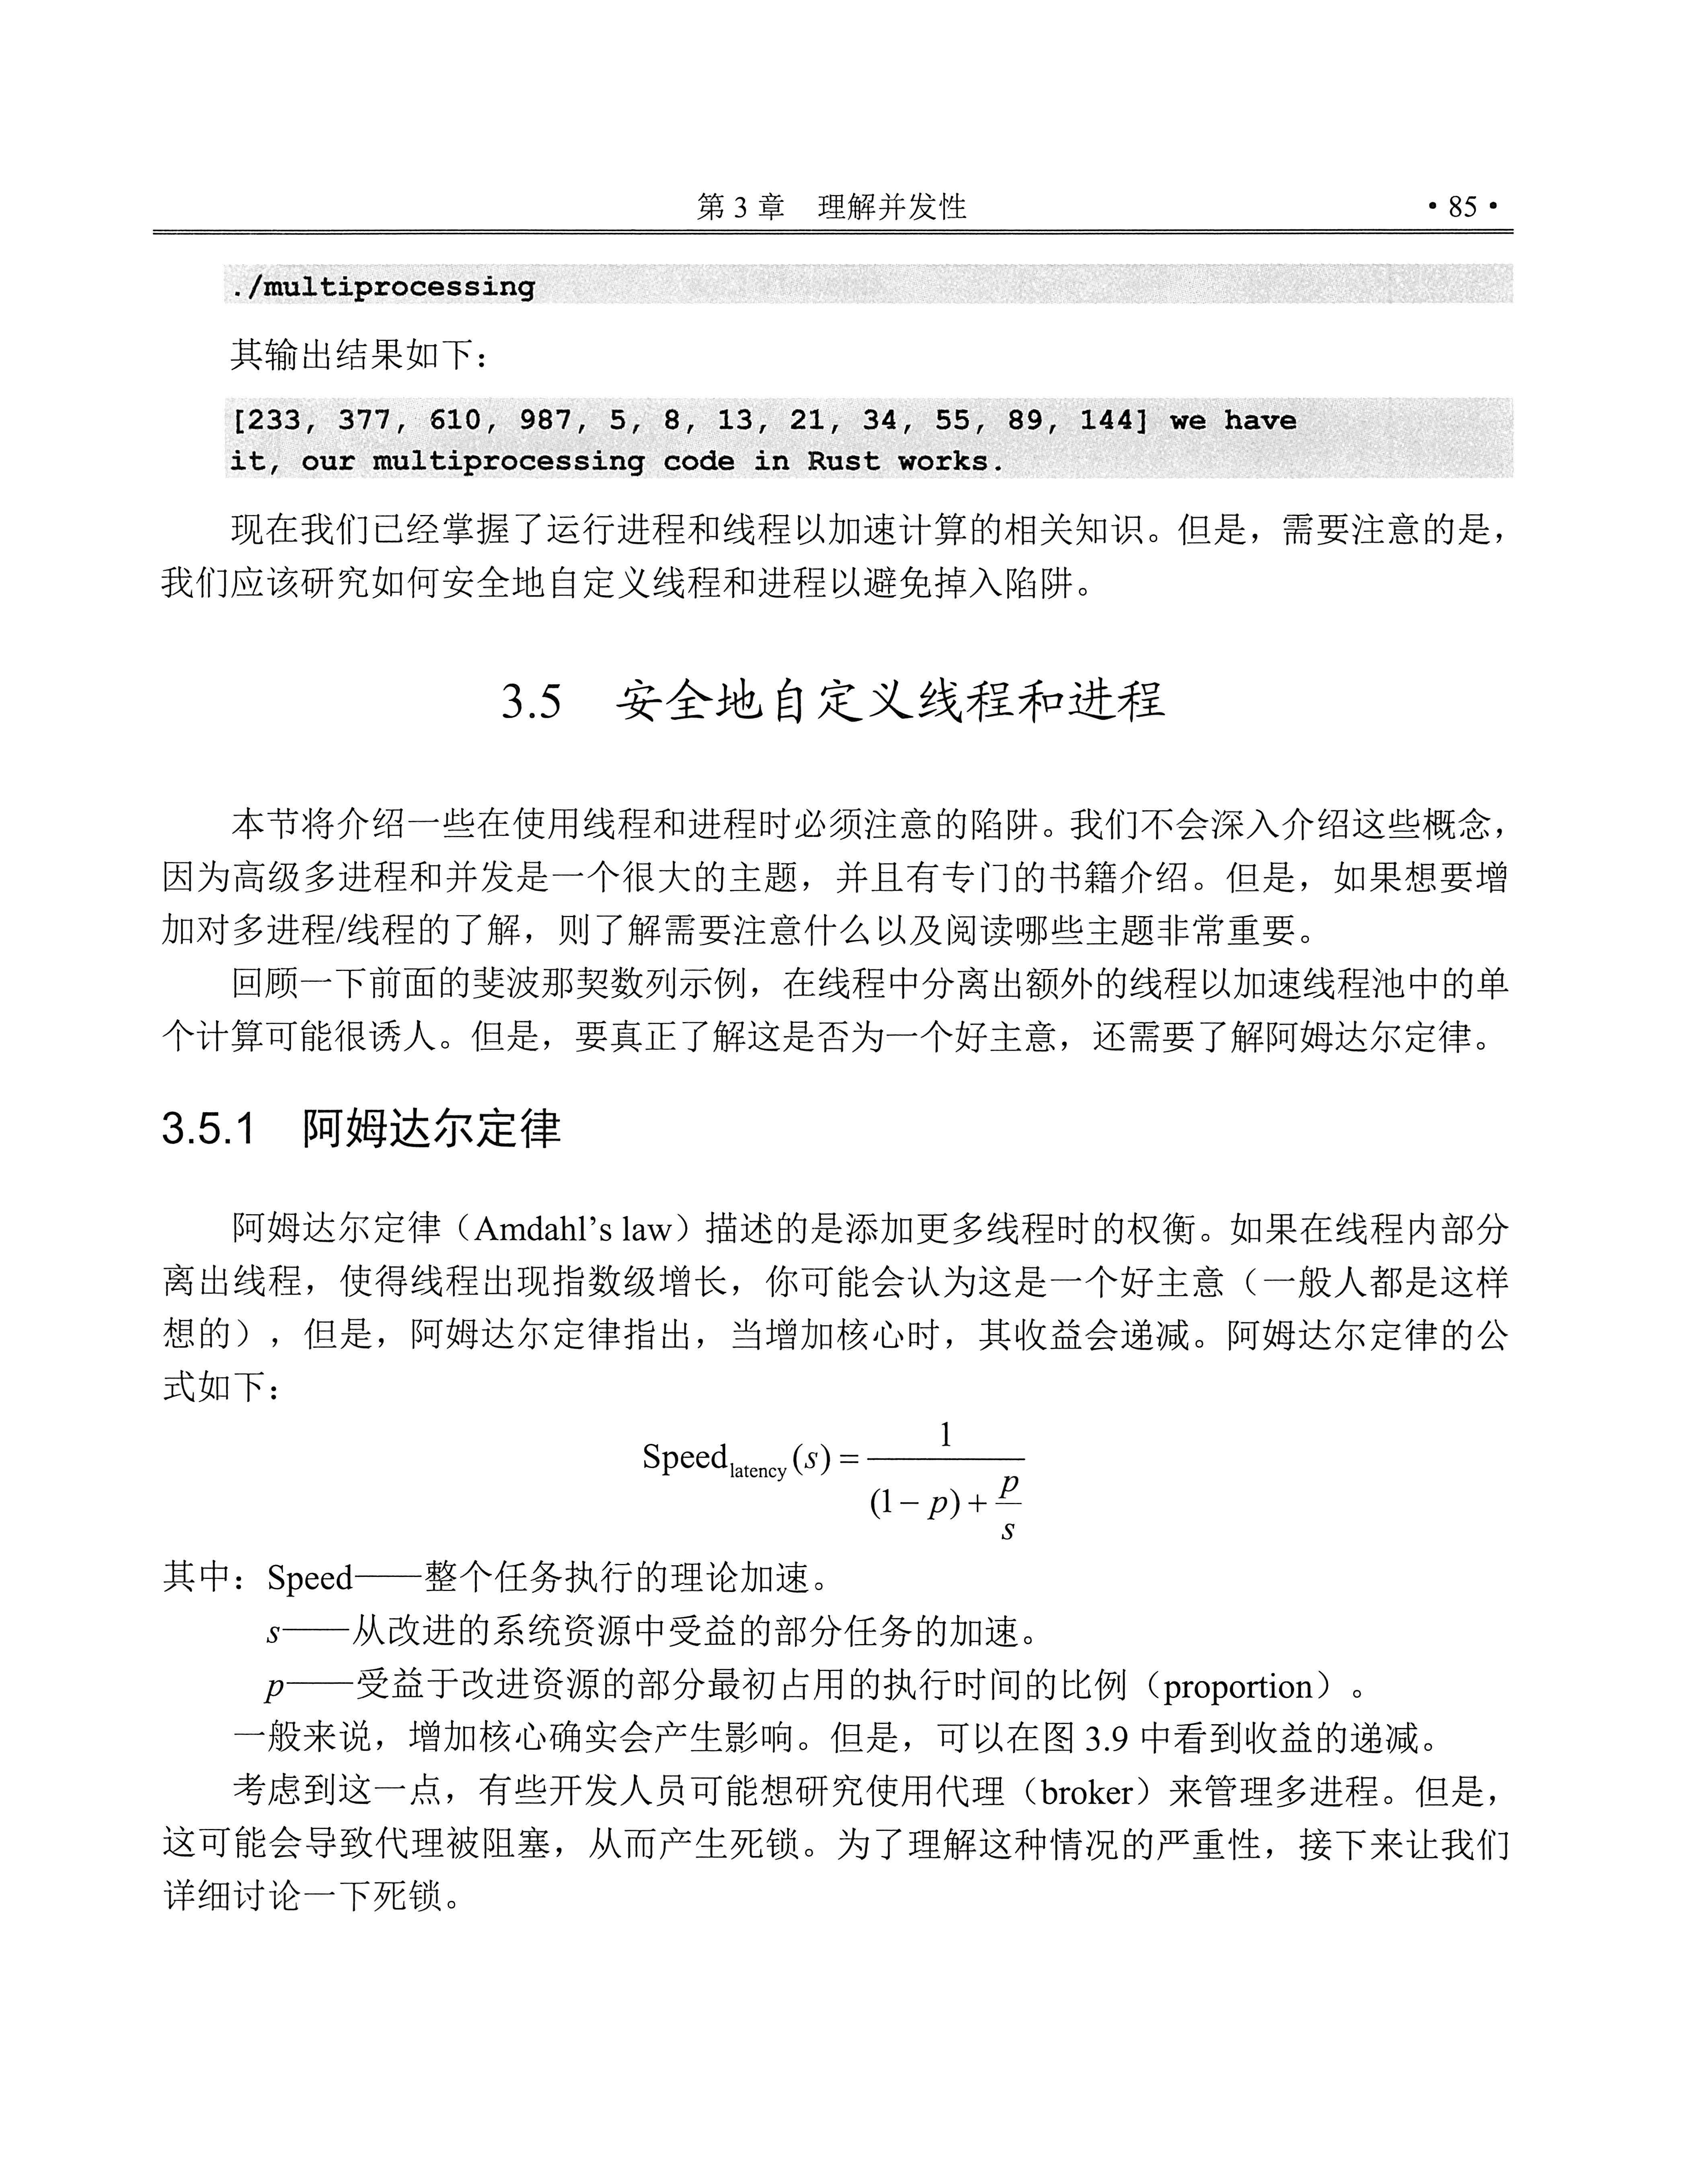 第 3 章　理解并发性　·85·
./multiprocessing
其输出结果如下：
[233, 377, 610, 987, 5, 8, 13, 21, 34, 55, 89, 144] we have
it, our multiprocessing code in Rust works.
现在我们已经掌握了运行进程和线程以加速计算的相关知识。但是，需要注意的是，
我们应该研究如何安全地自定义线程和进程以避免掉入陷阱。
3.5　安全地自定义线程和进程
本节将介绍一些在使用线程和进程时必须注意的陷阱。我们不会深入介绍这些概念，
因为高级多进程和并发是一个很大的主题，并且有专门的书籍介绍。但是，如果想要增
加对多进程/线程的了解，则了解需要注意什么以及阅读哪些主题非常重要。
回顾一下前面的斐波那契数列示例，在线程中分离出额外的线程以加速线程池中的单
个计算可能很诱人。但是，要真正了解这是否为一个好主意，还需要了解阿姆达尔定律。
3.5.1　阿姆达尔定律
阿姆达尔定律（Amdahl’s law）描述的是添加更多线程时的权衡。如果在线程内部分
离出线程，使得线程出现指数级增长，你可能会认为这是一个好主意（一般人都是这样
想的），但是，阿姆达尔定律指出，当增加核心时，其收益会递减。阿姆达尔定律的公
式如下：
Speed_latency (s) = 1 / ((1 − p) + p/s)
其中：Speed——整个任务执行的理论加速。
s——从改进的系统资源中受益的部分任务的加速。
p——受益于改进资源的部分最初占用的执行时间的比例（proportion）。
一般来说，增加核心确实会产生影响。但是，可以在图 3.9 中看到收益的递减。
考虑到这一点，有些开发人员可能想研究使用代理（broker）来管理多进程。但是，
这可能会导致代理被阻塞，从而产生死锁。为了理解这种情况的严重性，接下来让我们
详细讨论一下死锁。